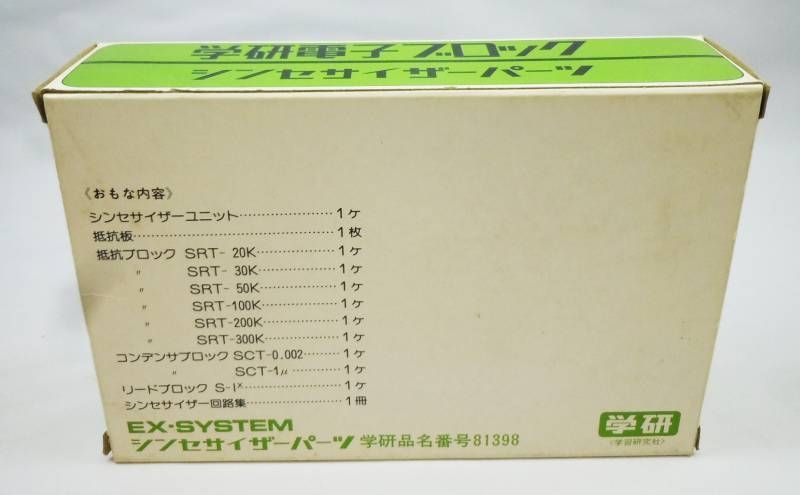 学研電子ブロック
シンセサイザーパーツ
《おもな内容》
シンセサイザーユニット…………………1ヶ
抵抗板……………………………………1枚
抵抗ブロック SRT- 20K………………1ヶ
〃 SRT- 30K………………1ヶ
〃 SRT- 50K………………1ヶ
〃 SRT-100K………………1ヶ
〃 SRT-200K………………1ヶ
〃 SRT-300K………………1ヶ
コンデンサブロック SCT-0.002………1ヶ
〃 SCT-1μ…………1ヶ
リードブロック S-Iˣ…………………1ヶ
シンセサイザー回路集…………………1冊
EX-SYSTEM
シンセサイザーパーツ 学研品名番号81398
学研
《学習研究社》